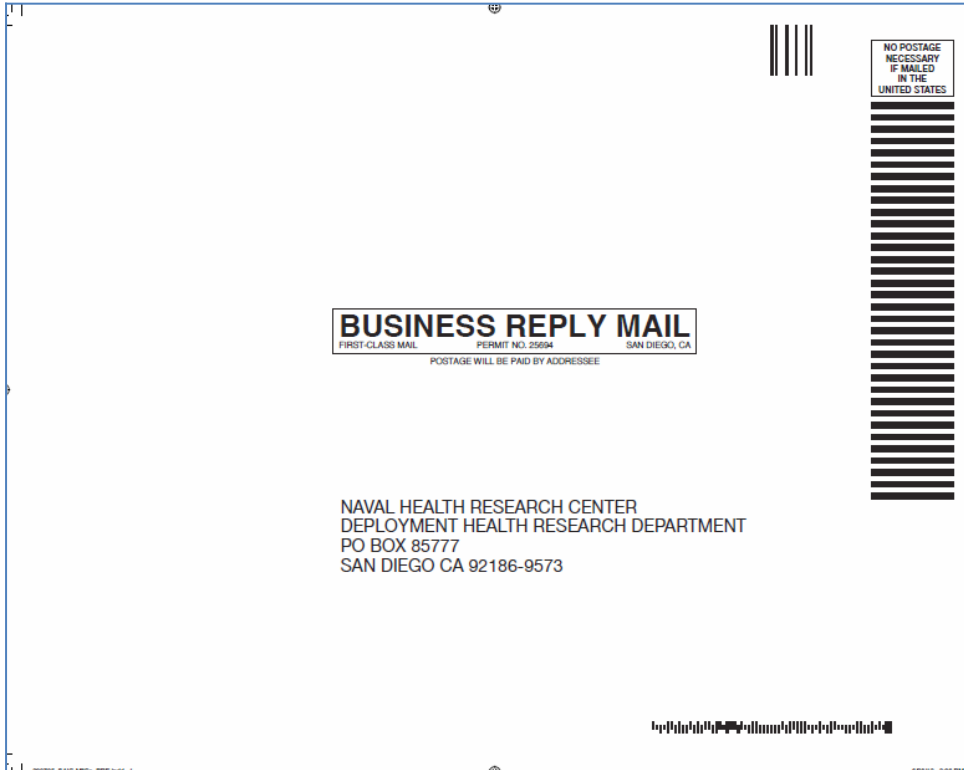 NO POSTAGE
NECESSARY
IF MAILED
IN THE
UNITED STATES
BUSINESS REPLY MAIL
FIRST-CLASS MAIL PERMIT NO. 25694 SAN DIEGO, CA
POSTAGE WILL BE PAID BY ADDRESSEE
NAVAL HEALTH RESEARCH CENTER
DEPLOYMENT HEALTH RESEARCH DEPARTMENT
PO BOX 85777
SAN DIEGO CA 92186-9573